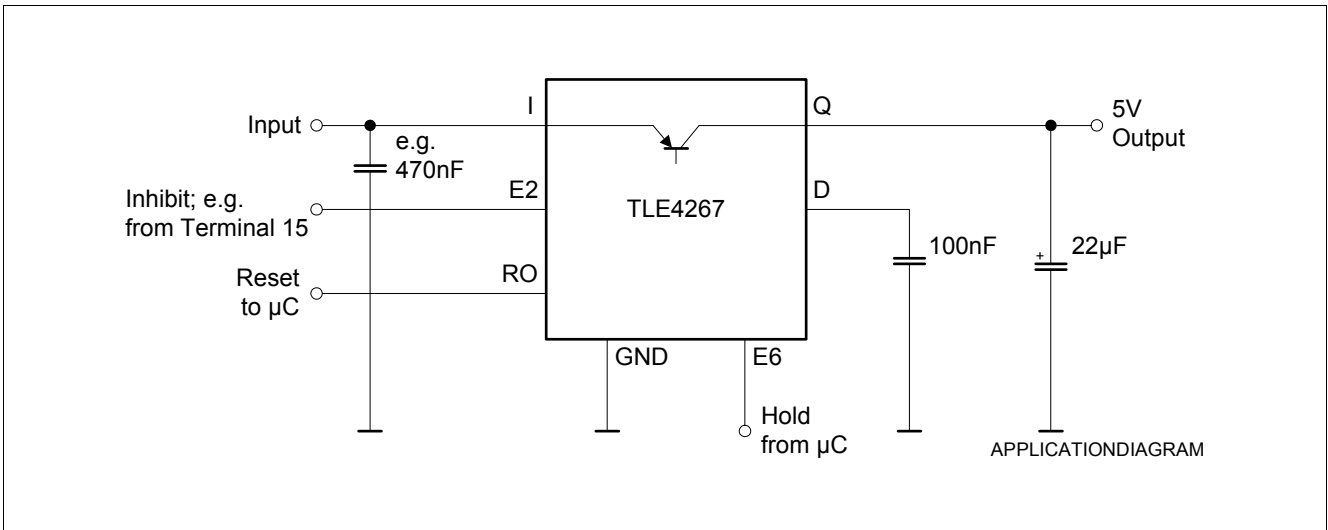 I
Q
Input
5V
Output
e.g.
470nF
E2
D
Inhibit; e.g.
from Terminal 15
TLE4267
100nF
+
22µF
RO
Reset
to µC
GND
E6
Hold
from µC
APPLICATIONDIAGRAM